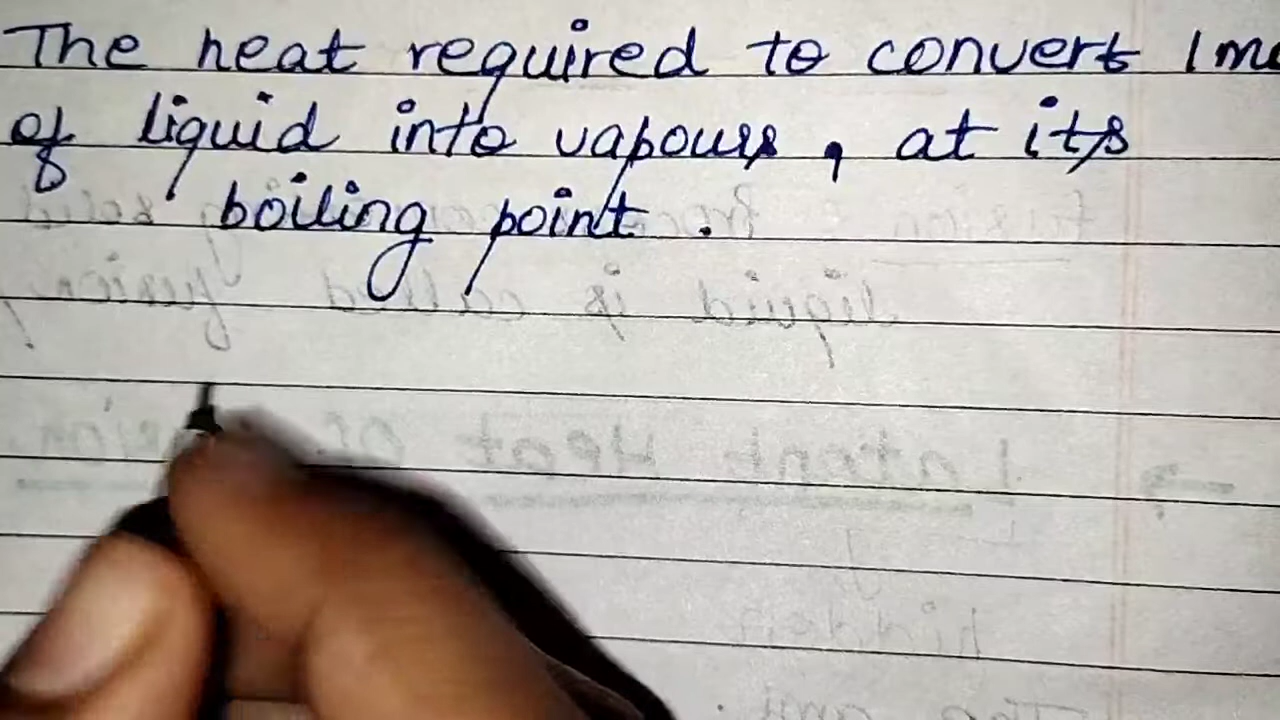 The heat required to convert 1 mo
of liquid into vapours, at its
boiling point.